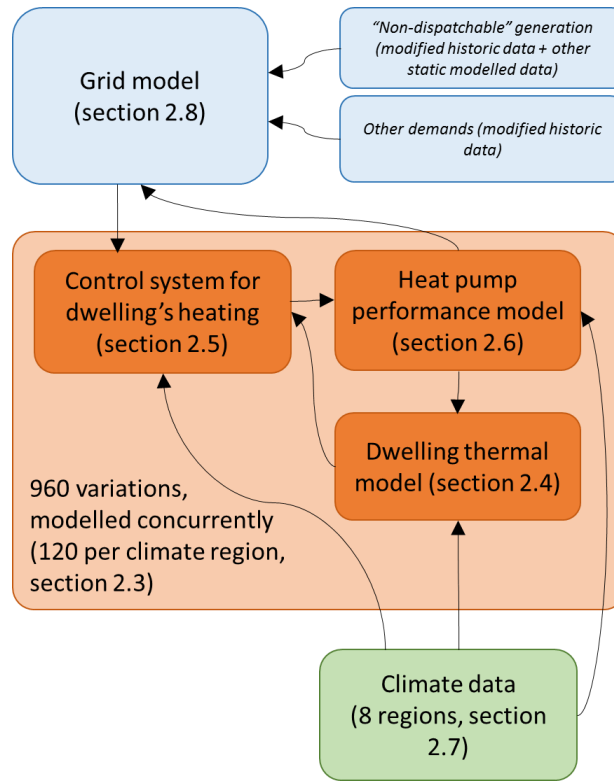 Grid model
(section 2.8)
“Non-dispatchable” generation
(modified historic data + other
static modelled data)
Other demands (modified historic
data)
Control system for
dwelling’s heating
(section 2.5)
Heat pump
performance model
(section 2.6)
Dwelling thermal
model (section 2.4)
960 variations,
modelled concurrently
(120 per climate region,
section 2.3)
Climate data
(8 regions, section
2.7)